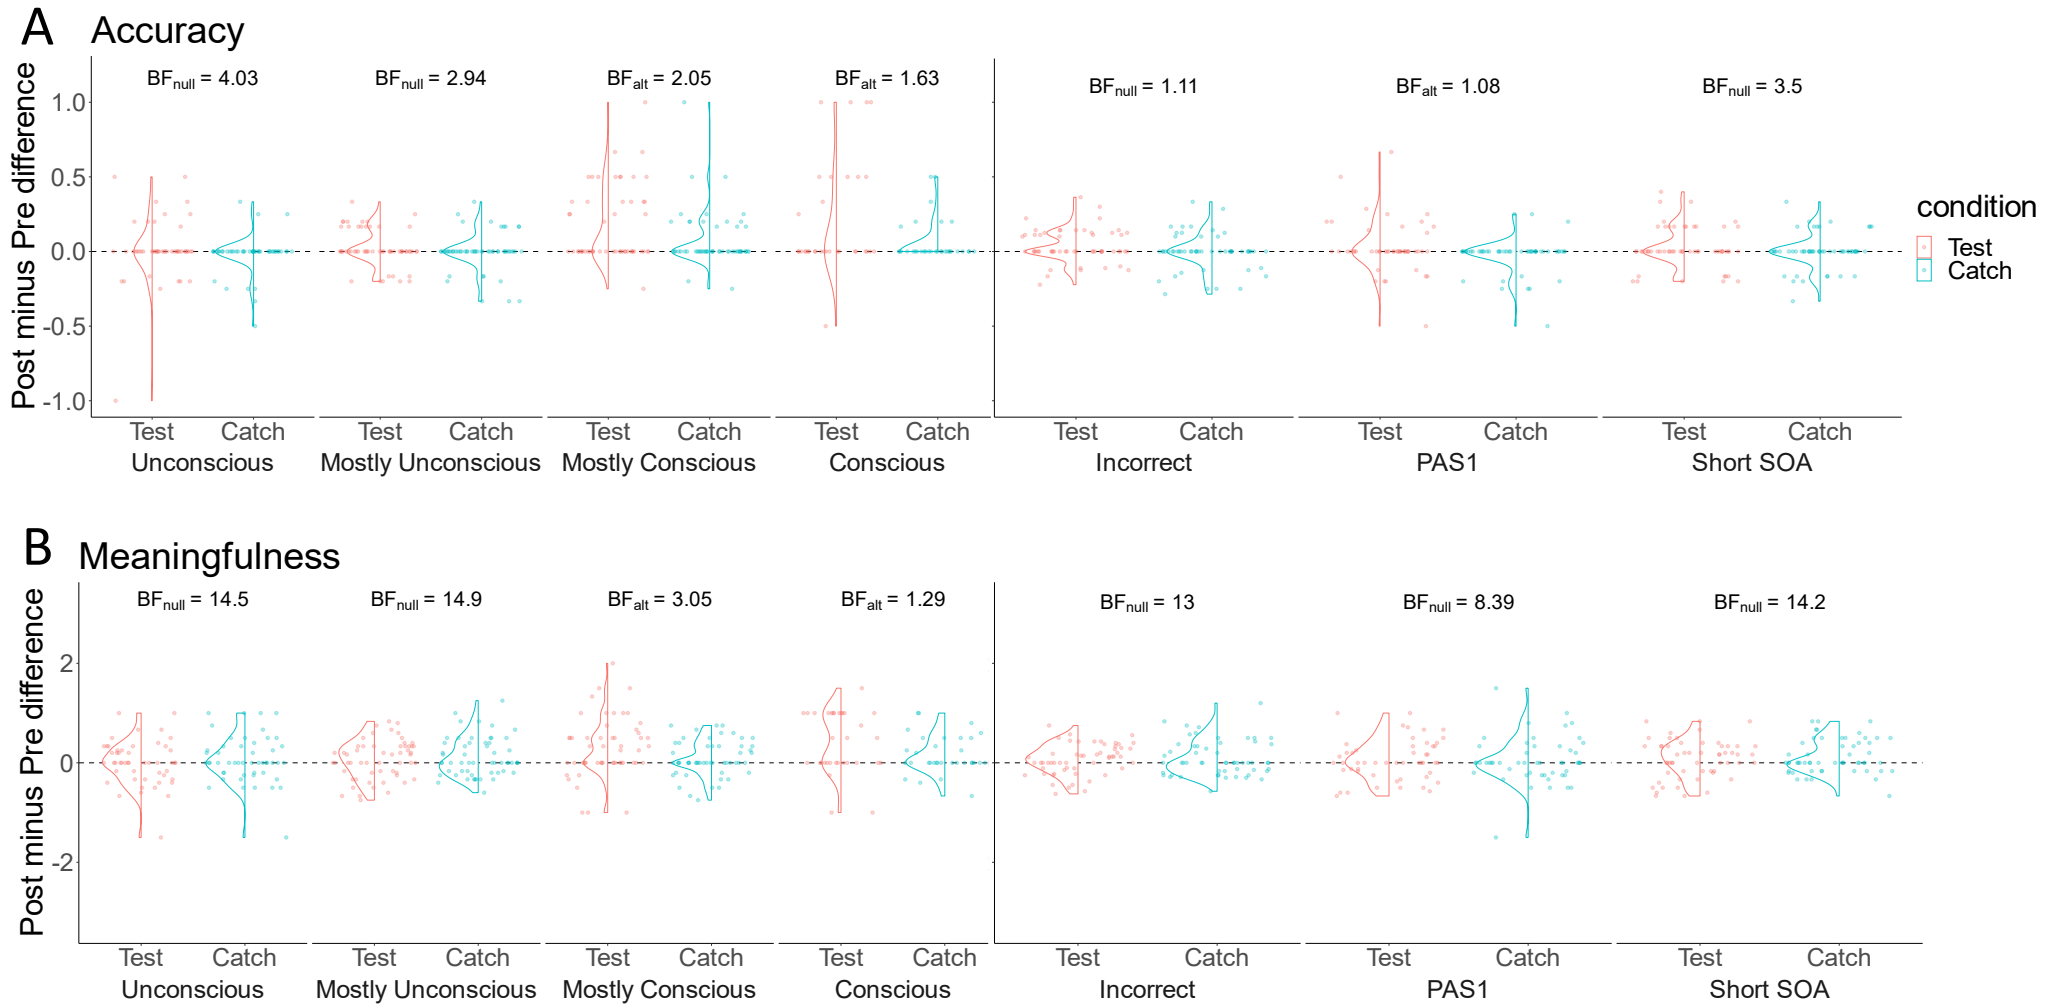 A Accuracy
BFnull = 4.03 BFnull = 2.94 BFalt = 2.05 BFalt = 1.63 BFnull = 1.11 BFalt = 1.08 BFnull = 3.5
Post minus Pre difference
1.0
0.5
0.0
-0.5
-1.0
Test Catch Test Catch Test Catch Test Catch Test Catch Test Catch Test Catch
Unconscious Mostly Unconscious Mostly Conscious Conscious Incorrect PAS1 Short SOA
condition
Test
Catch
B Meaningfulness
BFnull = 14.5 BFnull = 14.9 BFalt = 3.05 BFalt = 1.29 BFnull = 13 BFnull = 8.39 BFnull = 14.2
Post minus Pre difference
2
0
-2
Test Catch Test Catch Test Catch Test Catch Test Catch Test Catch Test Catch
Unconscious Mostly Unconscious Mostly Conscious Conscious Incorrect PAS1 Short SOA